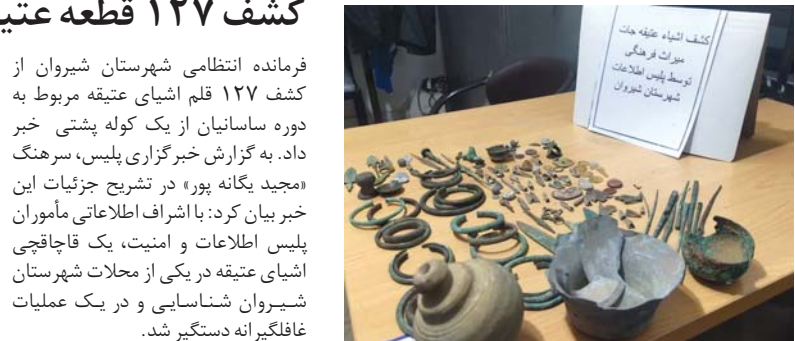 کشف ۱۲۷ قطعه
فرمانده انتظامی شهرستان شیروان از
کشف ۱۲۷ قلم اشیای عتیقه مربوط به
دوره ساسانیان از یک کوله پشتی خبر
داد. به گزارش خبرگزاری پلیس، سرهنگ
«مجید یگانه پور» در تشریح جزئیات این
خبر بیان کرد: با اشراف اطلاعاتی مأموران
پلیس اطلاعات و امنیت، یک قاچاقچی
اشیای عتیقه در یکی از محلات شهرستان
شیروان شناسایی و در یک عملیات
غافلگیرانه دستگیر شد.
کشف اشیاء عتیقه جات
میراث فرهنگی
توسط پلیس اطلاعات
شهرستان شیروان